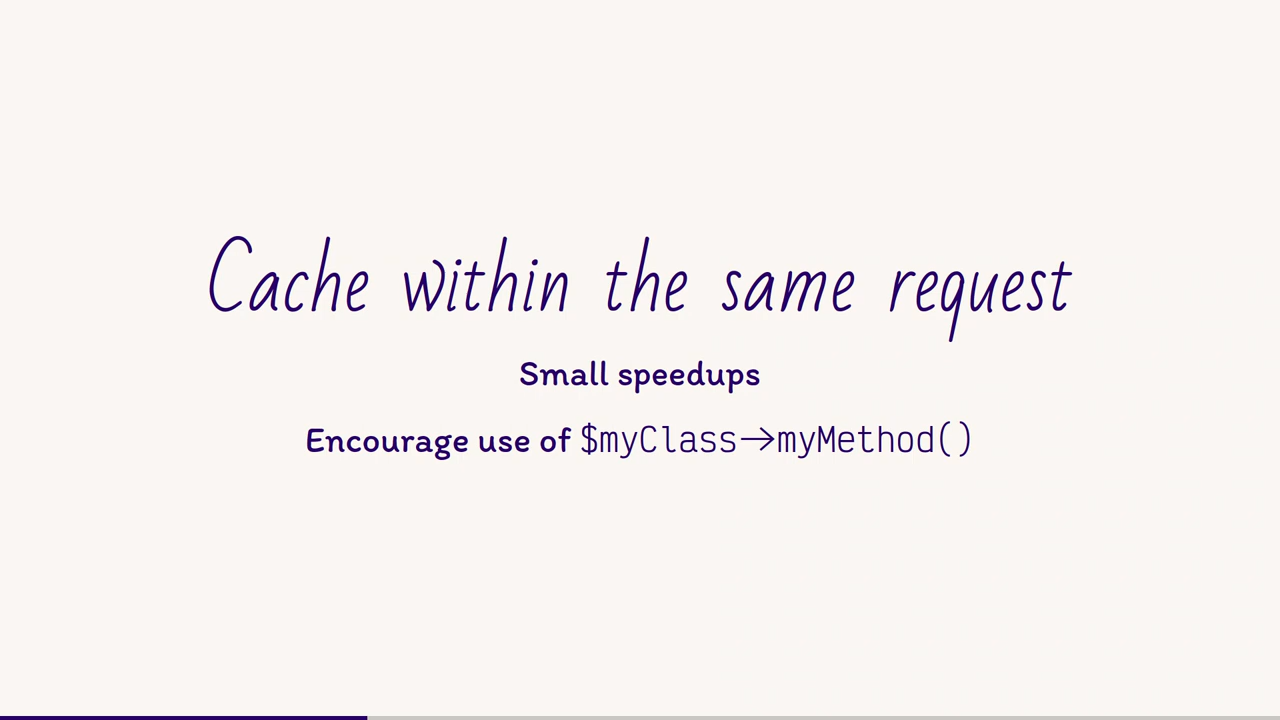 Cache within the same request
Small speedups
Encourage use of $myClass->myMethod()